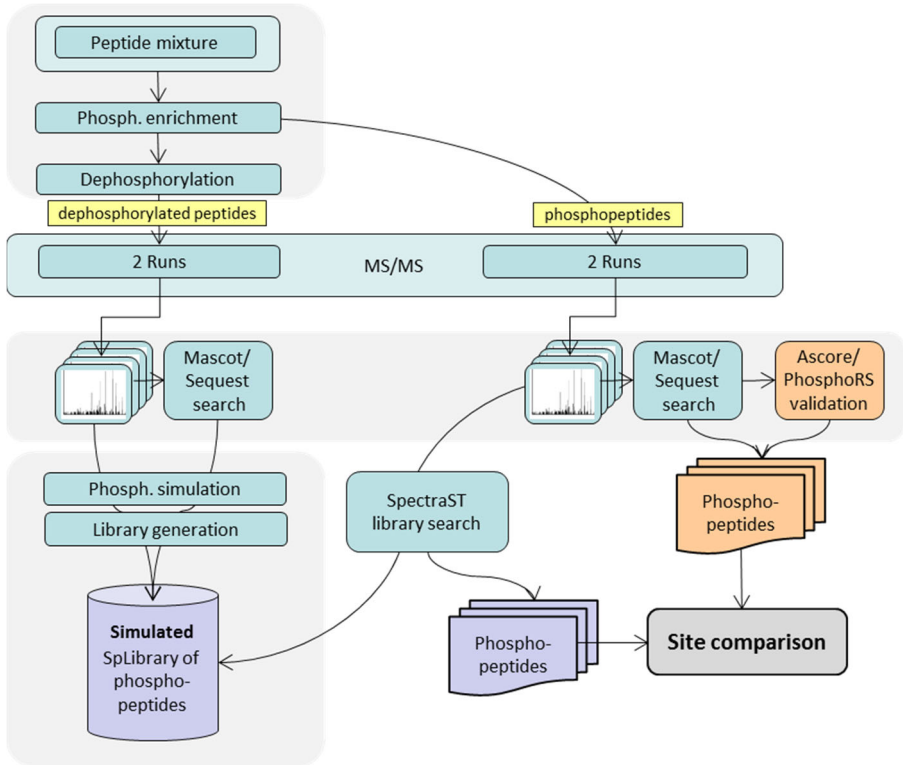 Peptide mixture
Phosph. enrichment
Dephosphorylation
dephosphorylated peptides
phosphopeptides
2 Runs
MS/MS
2 Runs
Mascot/
Sequest
search
Mascot/
Sequest
search
Ascore/
PhosphoRS
validation
Phosph. simulation
Library generation
SpectraST
library search
Phospho-
peptides
Simulated
SpLibrary of
phospho-
peptides
Phospho-
peptides
Site comparison